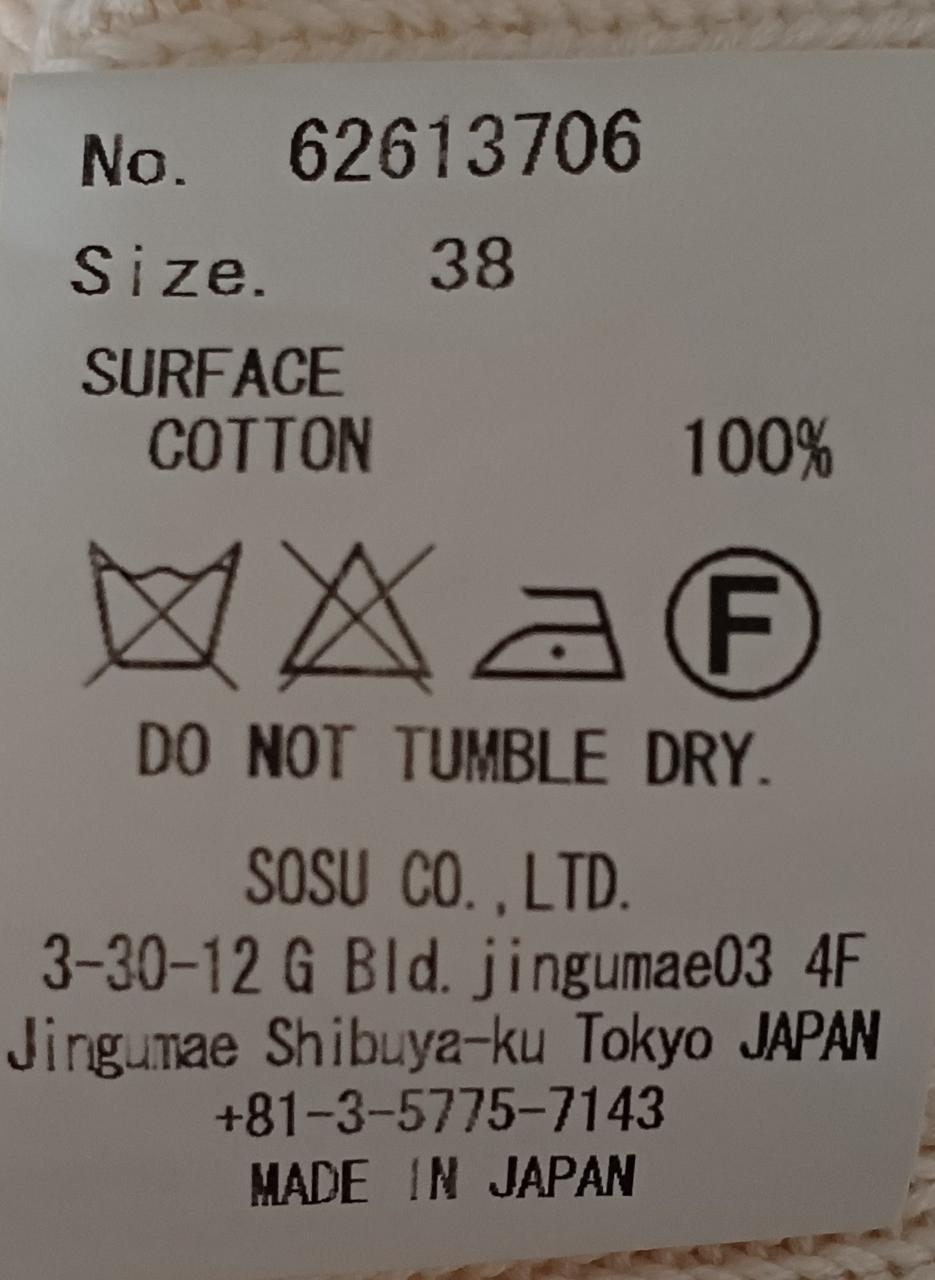 No. 62613706
Size. 38
SURFACE
COTTON 100%
F
DO NOT TUMBLE DRY.
SOSU CO.,LTD.
3-30-12 G Bld. jingumae03 4F
Jingumae Shibuya-ku Tokyo JAPAN
+81-3-5775-7143
MADE IN JAPAN